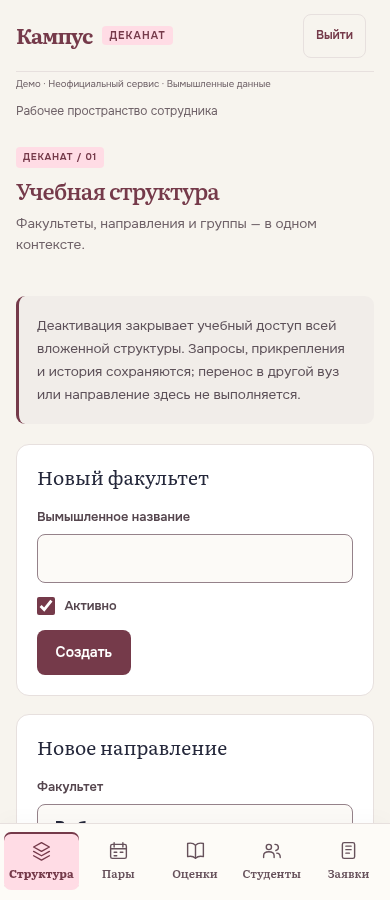 Кампус ДЕКАНАТ Выйти
Демо · Неофициальный сервис · Вымышленные данные
Рабочее пространство сотрудника
ДЕКАНАТ / 01
Учебная структура
Факультеты, направления и группы — в одном
контексте.
Деактивация закрывает учебный доступ всей
вложенной структуры. Запросы, прикрепления
и история сохраняются; перенос в другой вуз
или направление здесь не выполняется.
Новый факультет
Вымышленное название
Активно
Создать
Новое направление
Факультет
Структура Пары Оценки Студенты Заявки